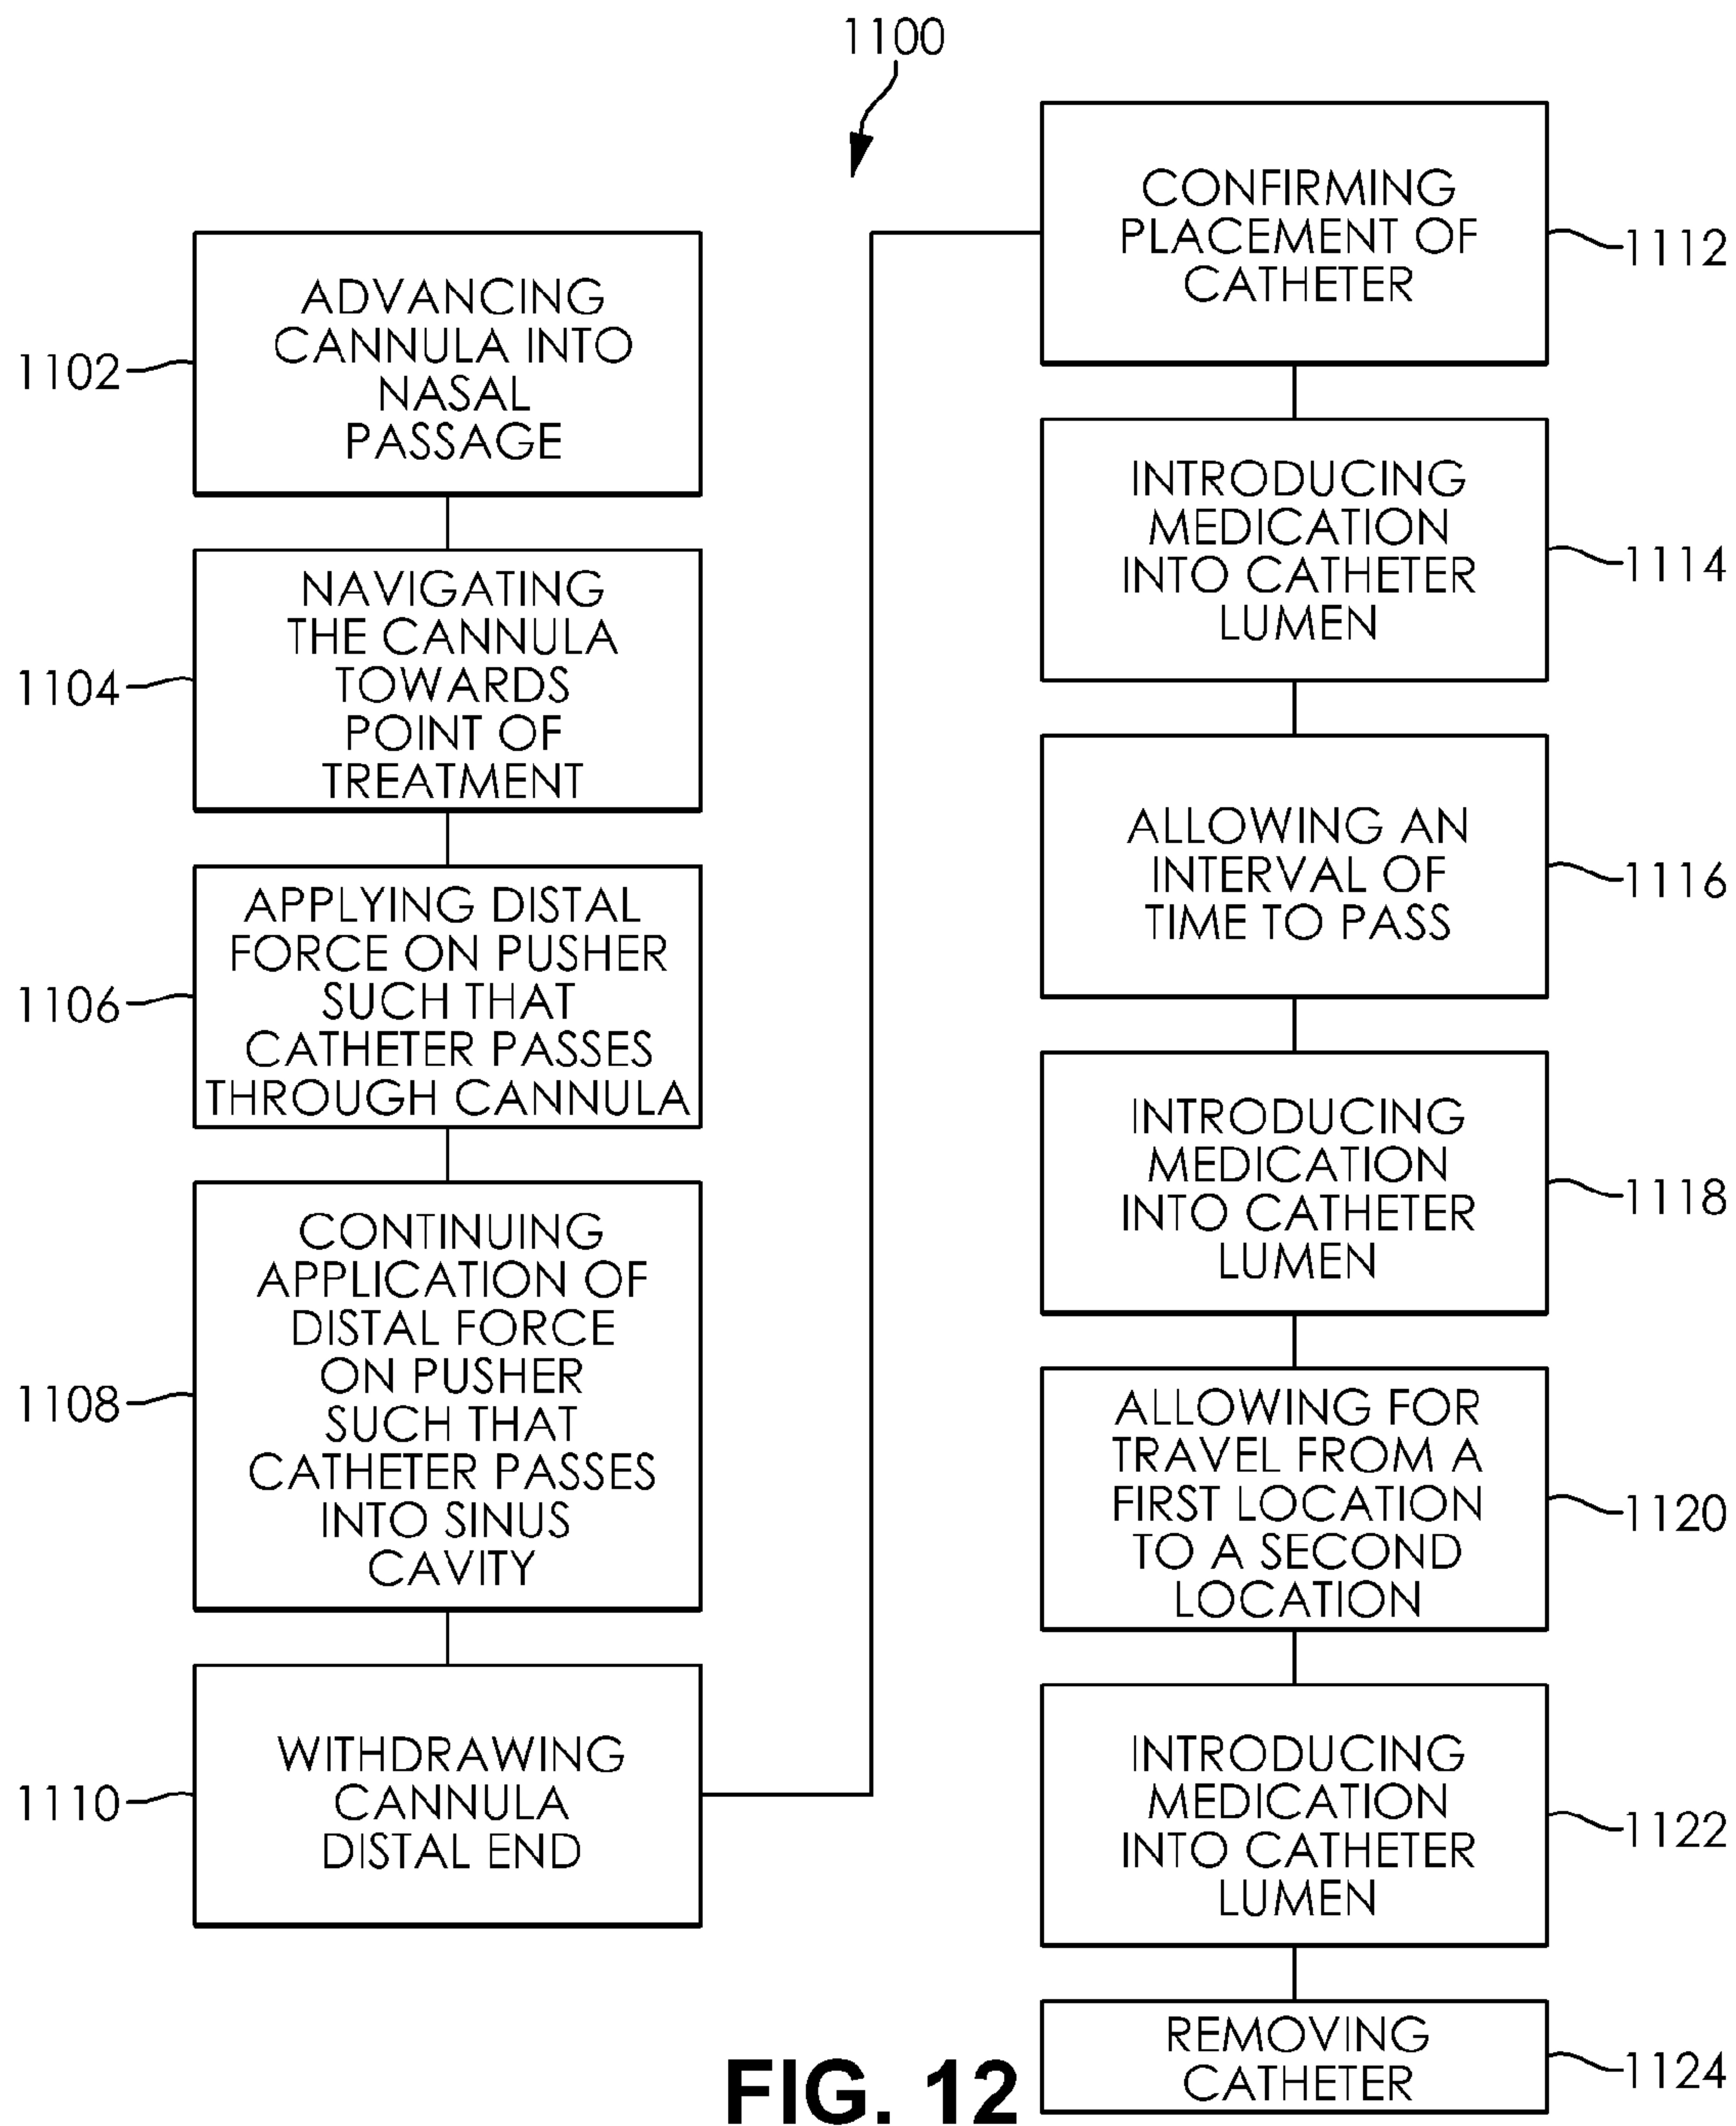 1100
1102
ADVANCING
CANNULA INTO
NASAL
PASSAGE
1104
NAVIGATING
THE CANNULA
TOWARDS
POINT OF
TREATMENT
1106
APPLYING DISTAL
FORCE ON PUSHER
SUCH THAT
CATHETER PASSES
THROUGH CANNULA
1108
CONTINUING
APPLICATION OF
DISTAL FORCE
ON PUSHER
SUCH THAT
CATHETER PASSES
INTO SINUS
CAVITY
1110
WITHDRAWING
CANNULA
DISTAL END
CONFIRMING
PLACEMENT OF
CATHETER
1112
INTRODUCING
MEDICATION
INTO CATHETER
LUMEN
1114
ALLOWING AN
INTERVAL OF
TIME TO PASS
1116
INTRODUCING
MEDICATION
INTO CATHETER
LUMEN
1118
ALLOWING FOR
TRAVEL FROM A
FIRST LOCATION
TO A SECOND
LOCATION
1120
INTRODUCING
MEDICATION
INTO CATHETER
LUMEN
1122
REMOVING
CATHETER
1124
FIG. 12